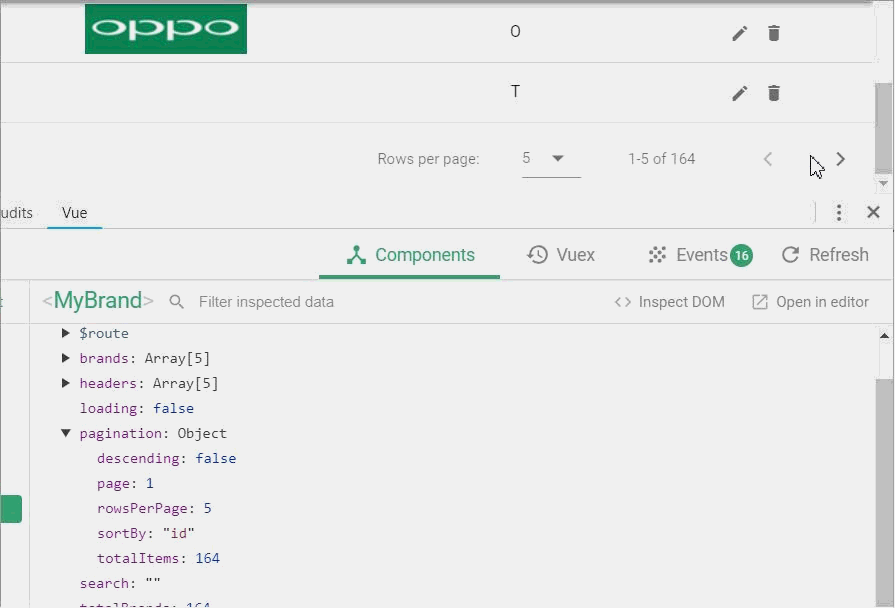 oppo
O
T
Rows per page: 5 1-5 of 164
udits Vue
Components Vuex Events 16 Refresh
<MyBrand> Filter inspected data Inspect DOM Open in editor
$route
brands: Array[5]
headers: Array[5]
loading: false
pagination: Object
descending: false
page: 1
rowsPerPage: 5
sortBy: "id"
totalItems: 164
search: ""
totalBrands: 164